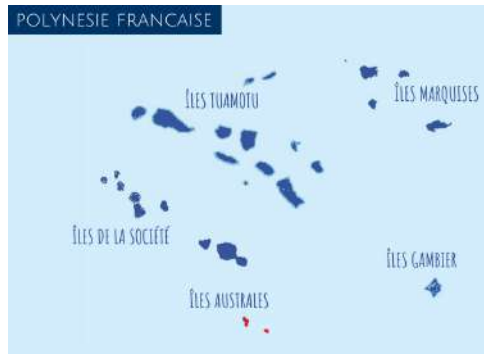 POLYNESIE FRANCAISE
ÎLES TUAMOTU
ÎLES MARQUISES
ÎLES DE LA SOCIÉTÉ
ÎLES GAMBIER
ÎLES AUSTRALES